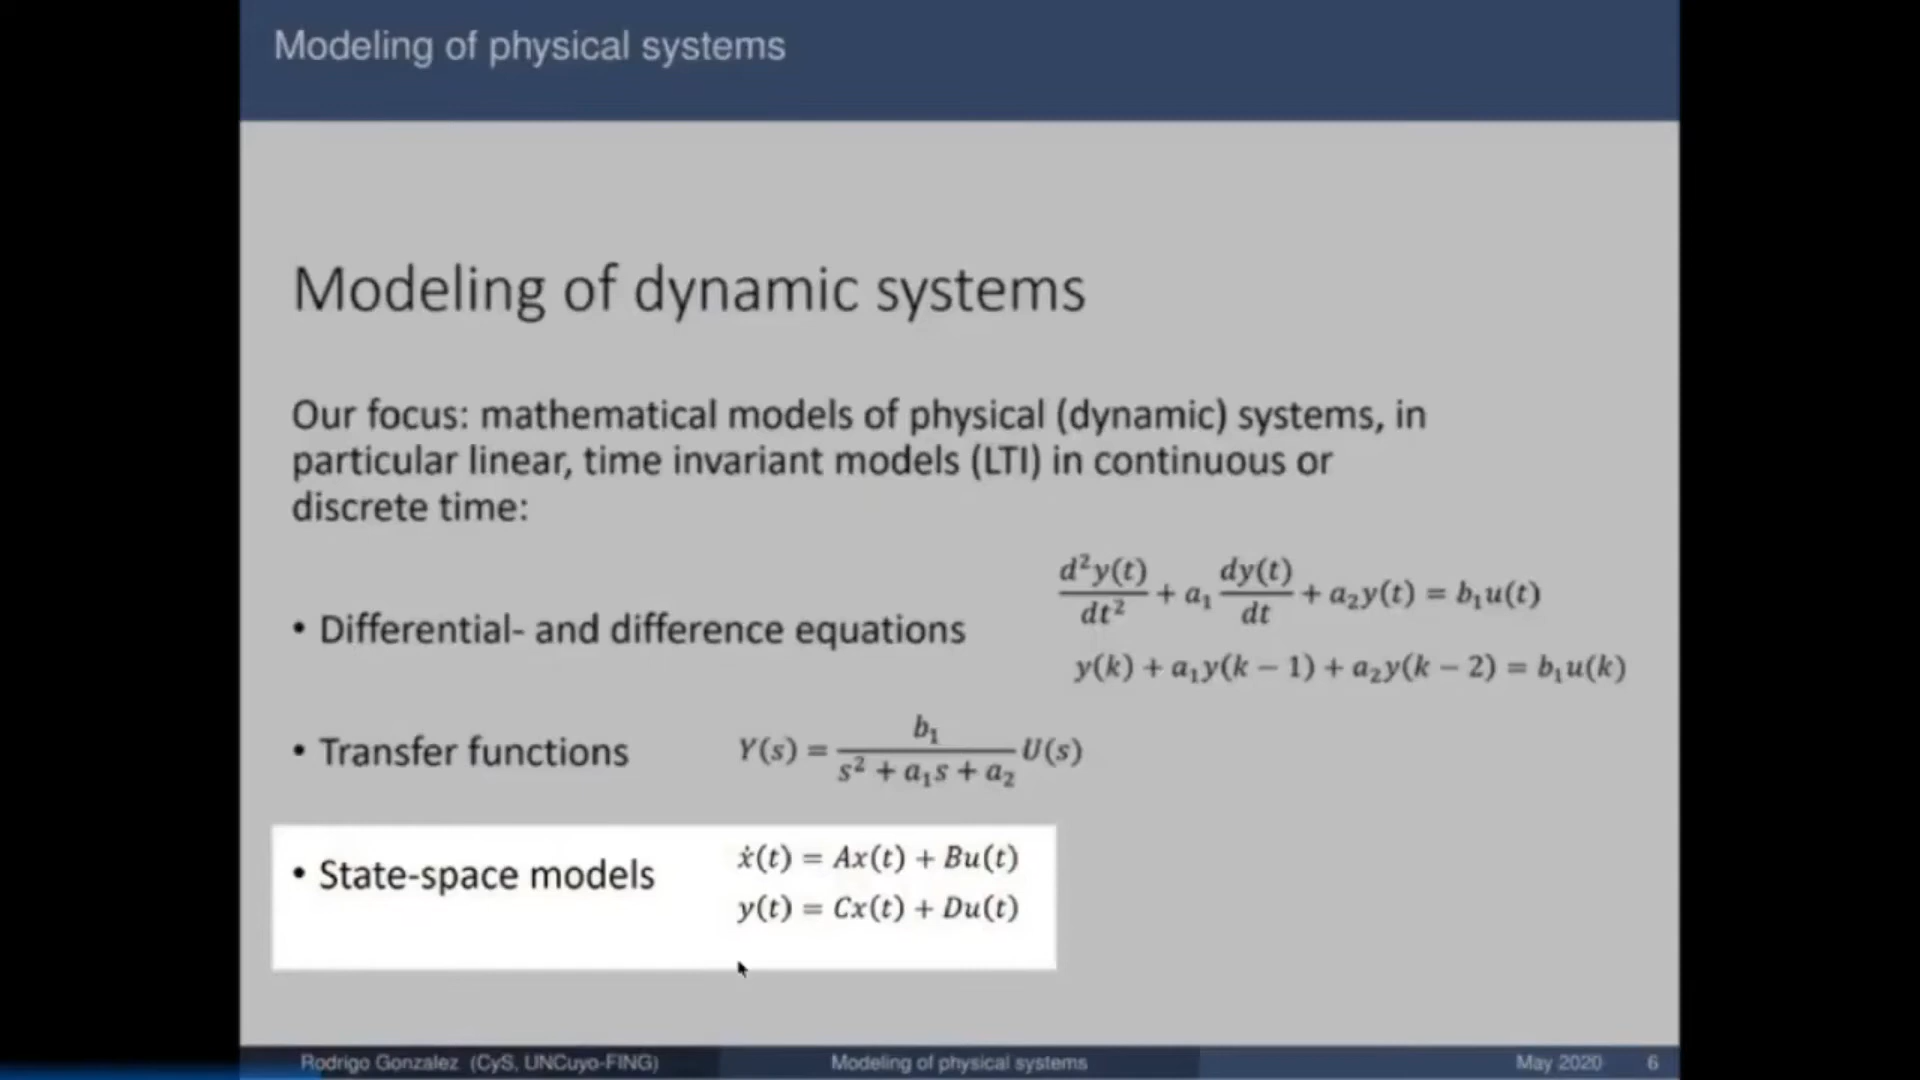 Modeling of physical systems
Modeling of dynamic systems
Our focus: mathematical models of physical (dynamic) systems, in
particular linear, time invariant models (LTI) in continuous or
discrete time:
• Differential- and difference equations
d²y(t)/dt² + a₁ dy(t)/dt + a₂y(t) = b₁u(t)
y(k) + a₁y(k − 1) + a₂y(k − 2) = b₁u(k)
• Transfer functions
Y(s) = b₁/(s² + a₁s + a₂) U(s)
• State-space models
ẋ(t) = Ax(t) + Bu(t)
y(t) = Cx(t) + Du(t)
Rodrigo Gonzalez (CyS, UNCuyo-FING) Modeling of physical systems May 2020 6